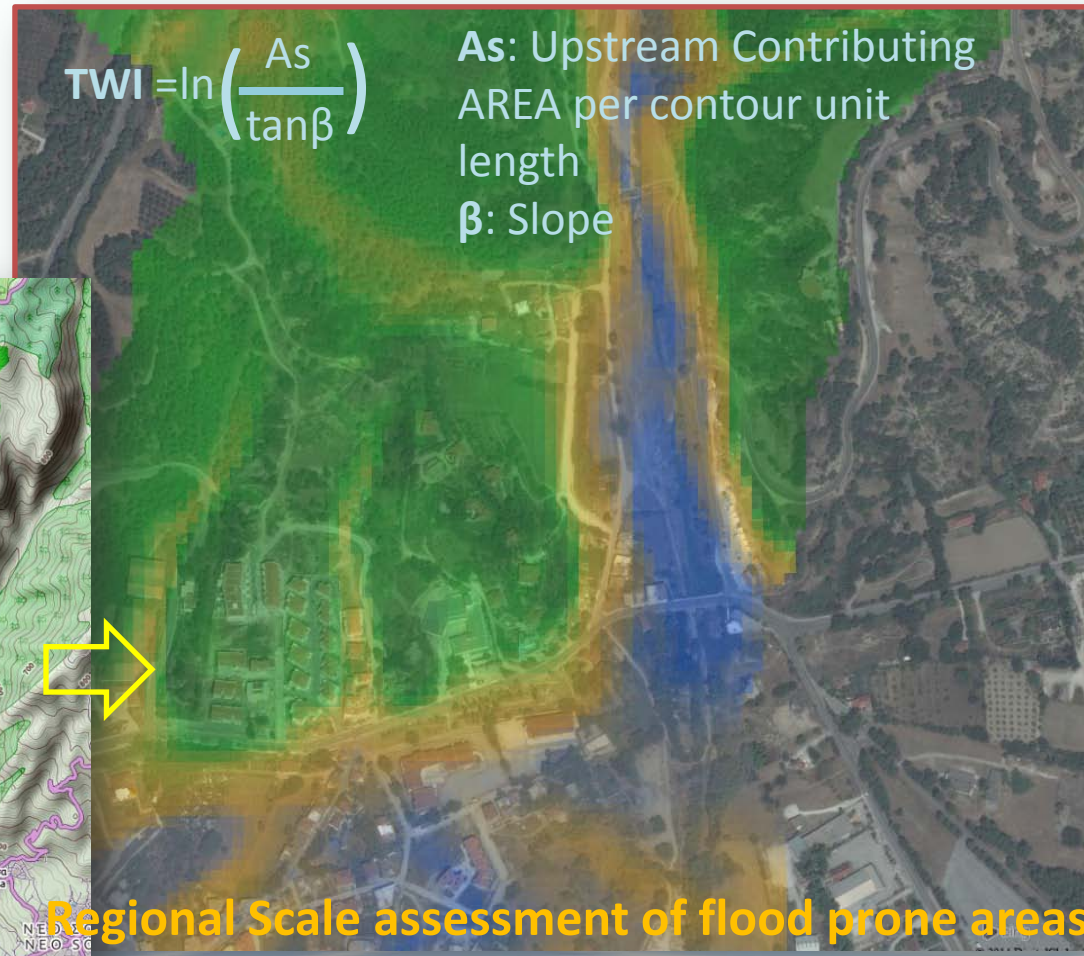 TWI =ln(As/tanβ)
As: Upstream Contributing
AREA per contour unit
length
β: Slope
700
Regional Scale assessment of flood prone areas